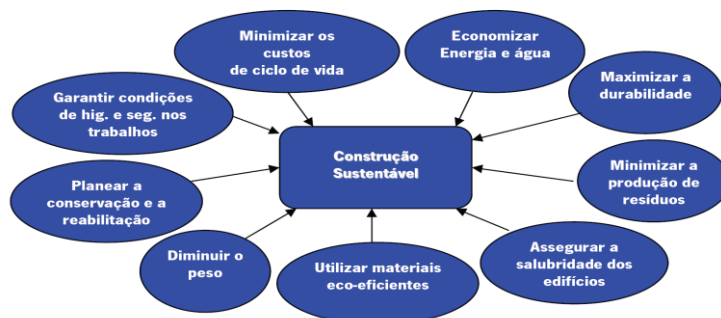 Minimizar os
custos
de ciclo de vida
Economizar
Energia e água
Maximizar a
durabilidade
Garantir condições
de hig. e seg. nos
trabalhos
Construção
Sustentável
Minimizar a
produção de
resíduos
Planear a
conservação e a
reabilitação
Diminuir o
peso
Utilizar materiais
eco-eficientes
Assegurar a
salubridade dos
edifícios